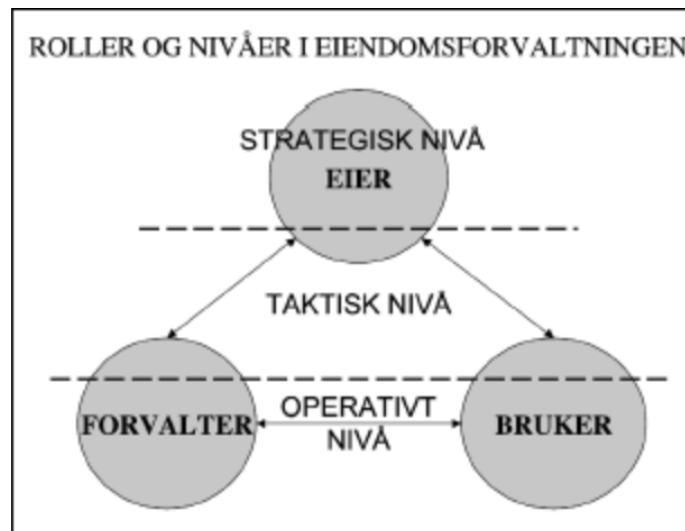 ROLLER OG NIVÅER I EIENDOMSFORVALTNINGEN
STRATEGISK NIVÅ
EIER
TAKTISK NIVÅ
FORVALTER
OPERATIVT
NIVÅ
BRUKER